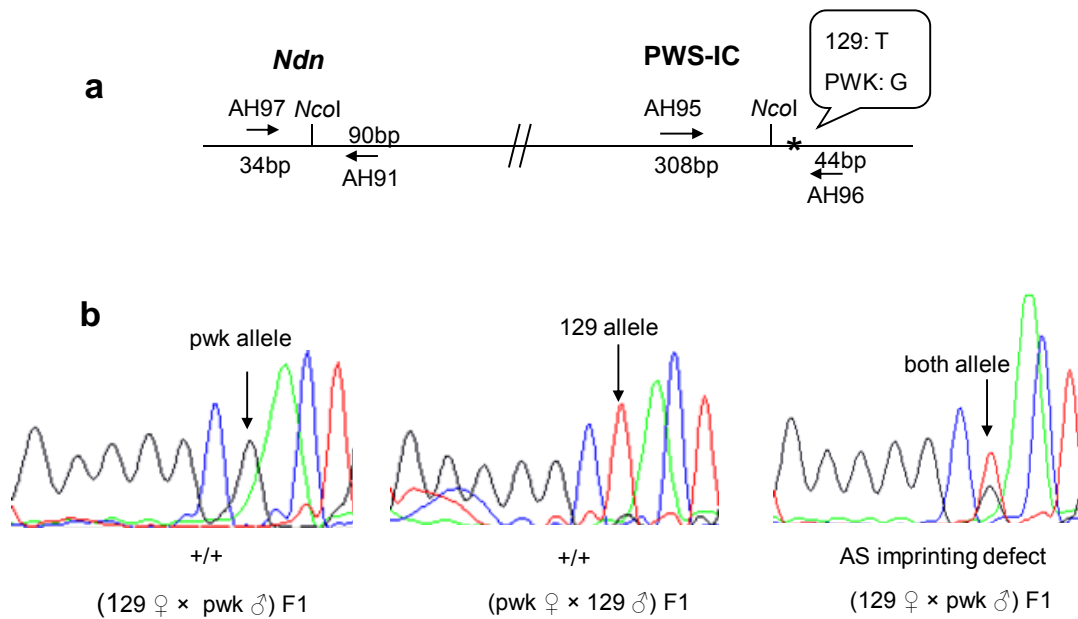 a
Ndn
PWS-IC
129: T
PWK: G
AH97
NcoI
90bp
34bp
AH91
AH95
NcoI
*
308bp
44bp
AH96
b
pwk allele
129 allele
both allele
+/+
+/+
AS imprinting defect
(129 ♀ × pwk ♂) F1
(pwk ♀ × 129 ♂) F1
(129 ♀ × pwk ♂) F1